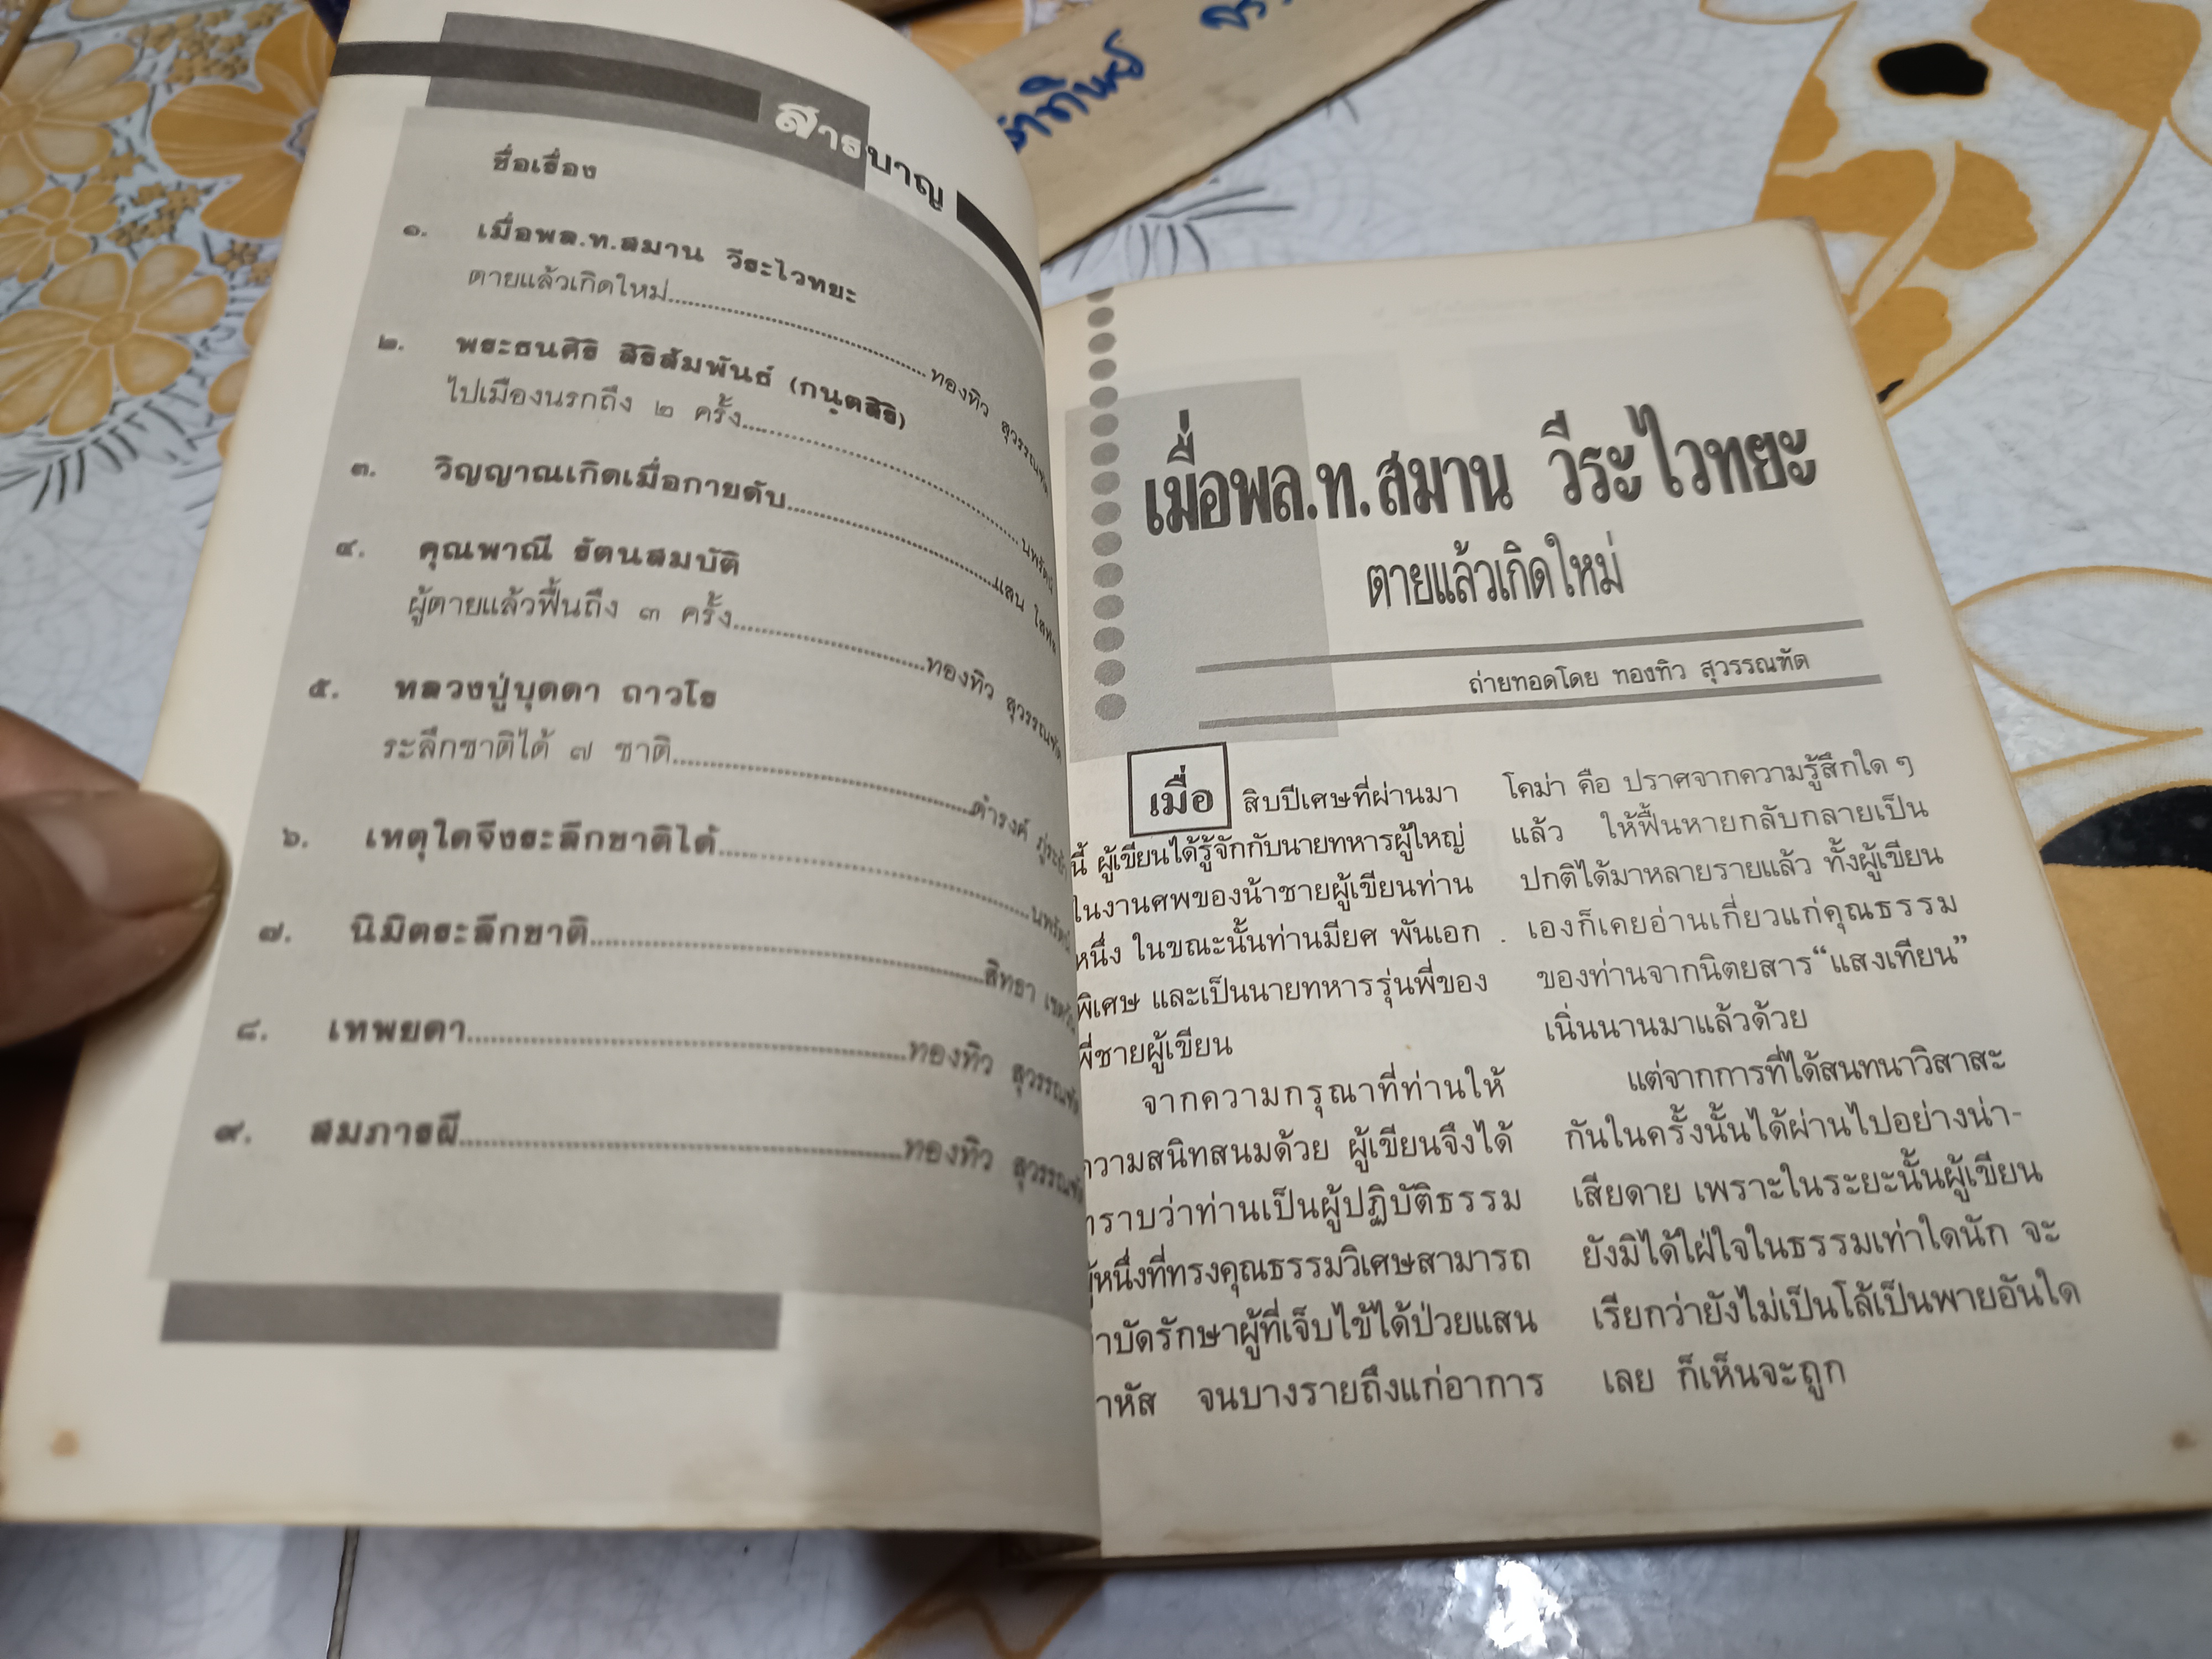 สารบาญ
ชื่อเรื่อง
๑. เมื่อพล.ท.สมาน วีระไวทยะ
ตายแล้วเกิดใหม่.....ทองทิว สุวรรณทัต
๒. พระธนศิริ สิริสัมพันธ์ (กนฺตสิริ)
ไปเมืองนรกถึง ๒ ครั้ง.....นพรัตน์
๓. วิญญาณเกิดเมื่อกายดับ.....แสน
๔. คุณพาณี รัตนสมบัติ
ผู้ตายแล้วฟื้นถึง ๓ ครั้ง.....ทองทิว สุวรรณทัต
๕. หลวงปู่บุดดา ถาวโร
ระลึกชาติได้ ๗ ชาติ.....ดำรงค์
๖. เหตุใดจึงระลึกชาติได้.....นพรัตน์
๗. นิมิตระลึกชาติ.....สิทธา
๘. เทพยดา.....ทองทิว สุวรรณทัต
๙. สมภารผี.....ทองทิว สุวรรณทัต
เมื่อพล.ท.สมาน วีระไวทยะ
ตายแล้วเกิดใหม่
ถ่ายทอดโดย ทองทิว สุวรรณทัต
เมื่อ สิบปีเศษที่ผ่านมา
นี้ ผู้เขียนได้รู้จักกับนายทหารผู้ใหญ่
ในงานศพของน้าชายผู้เขียนท่าน
หนึ่ง ในขณะนั้นท่านมียศ พันเอก
พิเศษ และเป็นนายทหารรุ่นพี่ของ
พี่ชายผู้เขียน
จากความกรุณาที่ท่านให้
ความสนิทสนมด้วย ผู้เขียนจึงได้
ทราบว่าท่านเป็นผู้ปฏิบัติธรรม
ผู้หนึ่งที่ทรงคุณธรรมวิเศษสามารถ
บำบัดรักษาผู้ที่เจ็บไข้ได้ป่วยแสน
สาหัส จนบางรายถึงแก่อาการ
โคม่า คือ ปราศจากความรู้สึกใด ๆ
แล้ว ให้ฟื้นหายกลับกลายเป็น
ปกติได้มาหลายรายแล้ว ทั้งผู้เขียน
เองก็เคยอ่านเกี่ยวแก่คุณธรรม
ของท่านจากนิตยสาร“แสงเทียน”
เนิ่นนานมาแล้วด้วย
แต่จากการที่ได้สนทนาวิสาสะ
กันในครั้งนั้นได้ผ่านไปอย่างน่า-
เสียดาย เพราะในระยะนั้นผู้เขียน
ยังมิได้ใฝ่ใจในธรรมเท่าใดนัก จะ
เรียกว่ายังไม่เป็นโล้เป็นพายอันใด
เลย ก็เห็นจะถูก